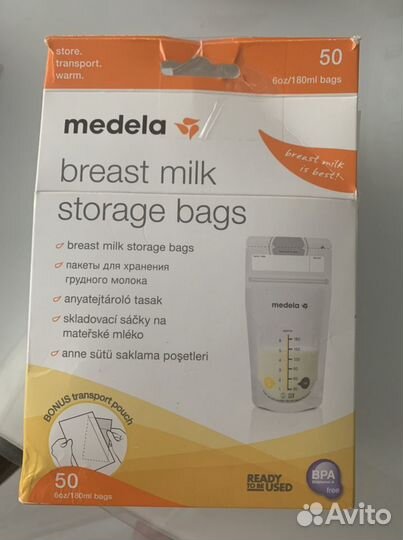 store.
transport.
warm.
50
6oz/180ml bags
medela
breast milk
is best!
breast milk
storage bags
breast milk storage bags
пакеты для хранения
грудного молока
anyatejtároló tasak
skladovací sáčky na
mateřské mléko
anne sütü saklama poşetleri
medela
BONUS transport pouch
50
6oz/180ml bags
READY
TO BE USED
BPA
free
Avito